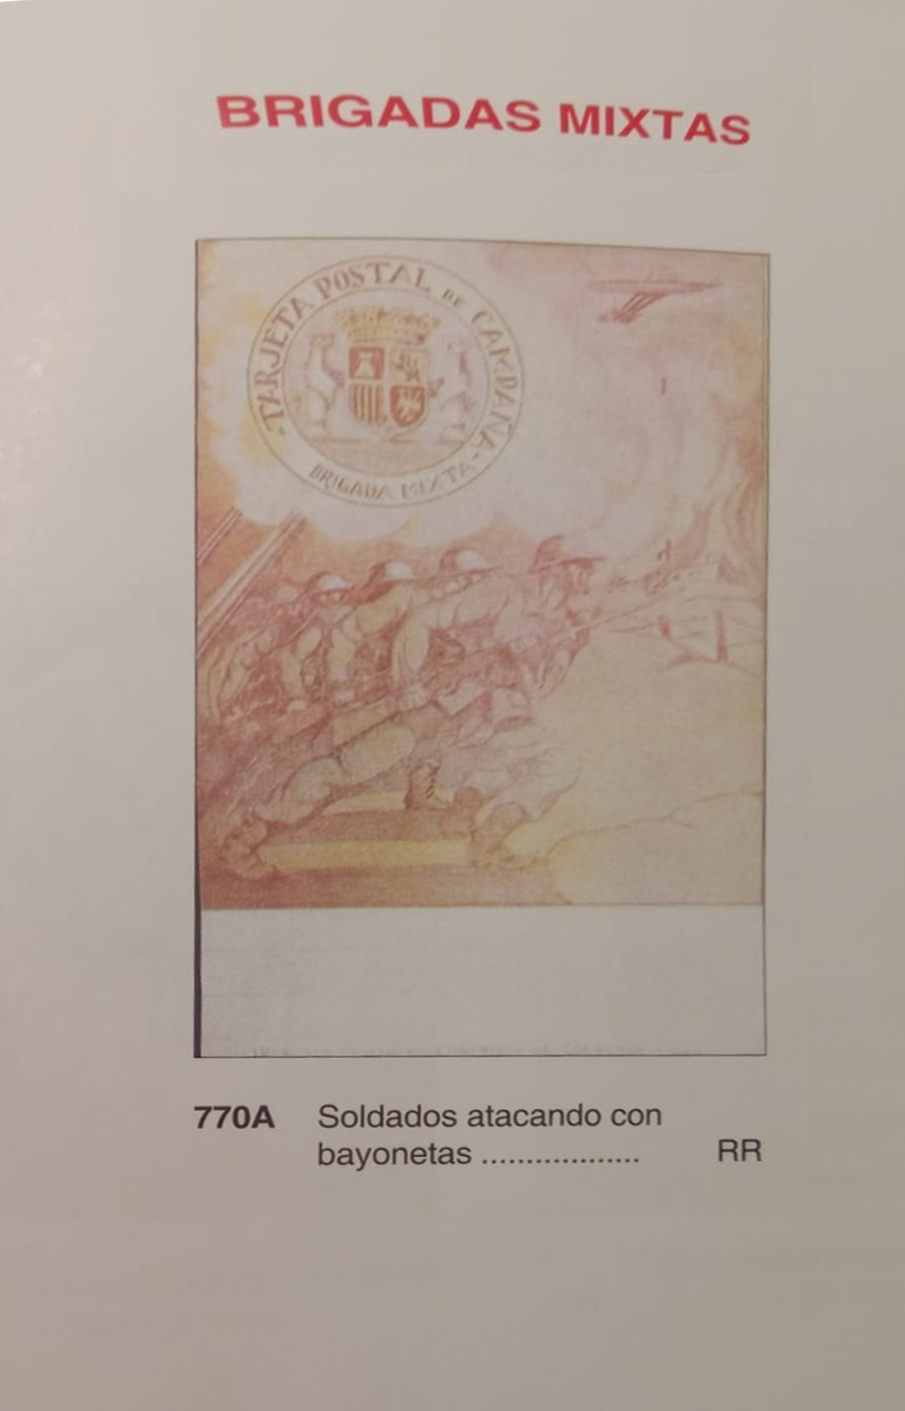 BRIGADAS MIXTAS
·TARJETA POSTAL DE CAMPAÑA·
BRIGADA MIXTA
770A Soldados atacando con
bayonetas .................. RR